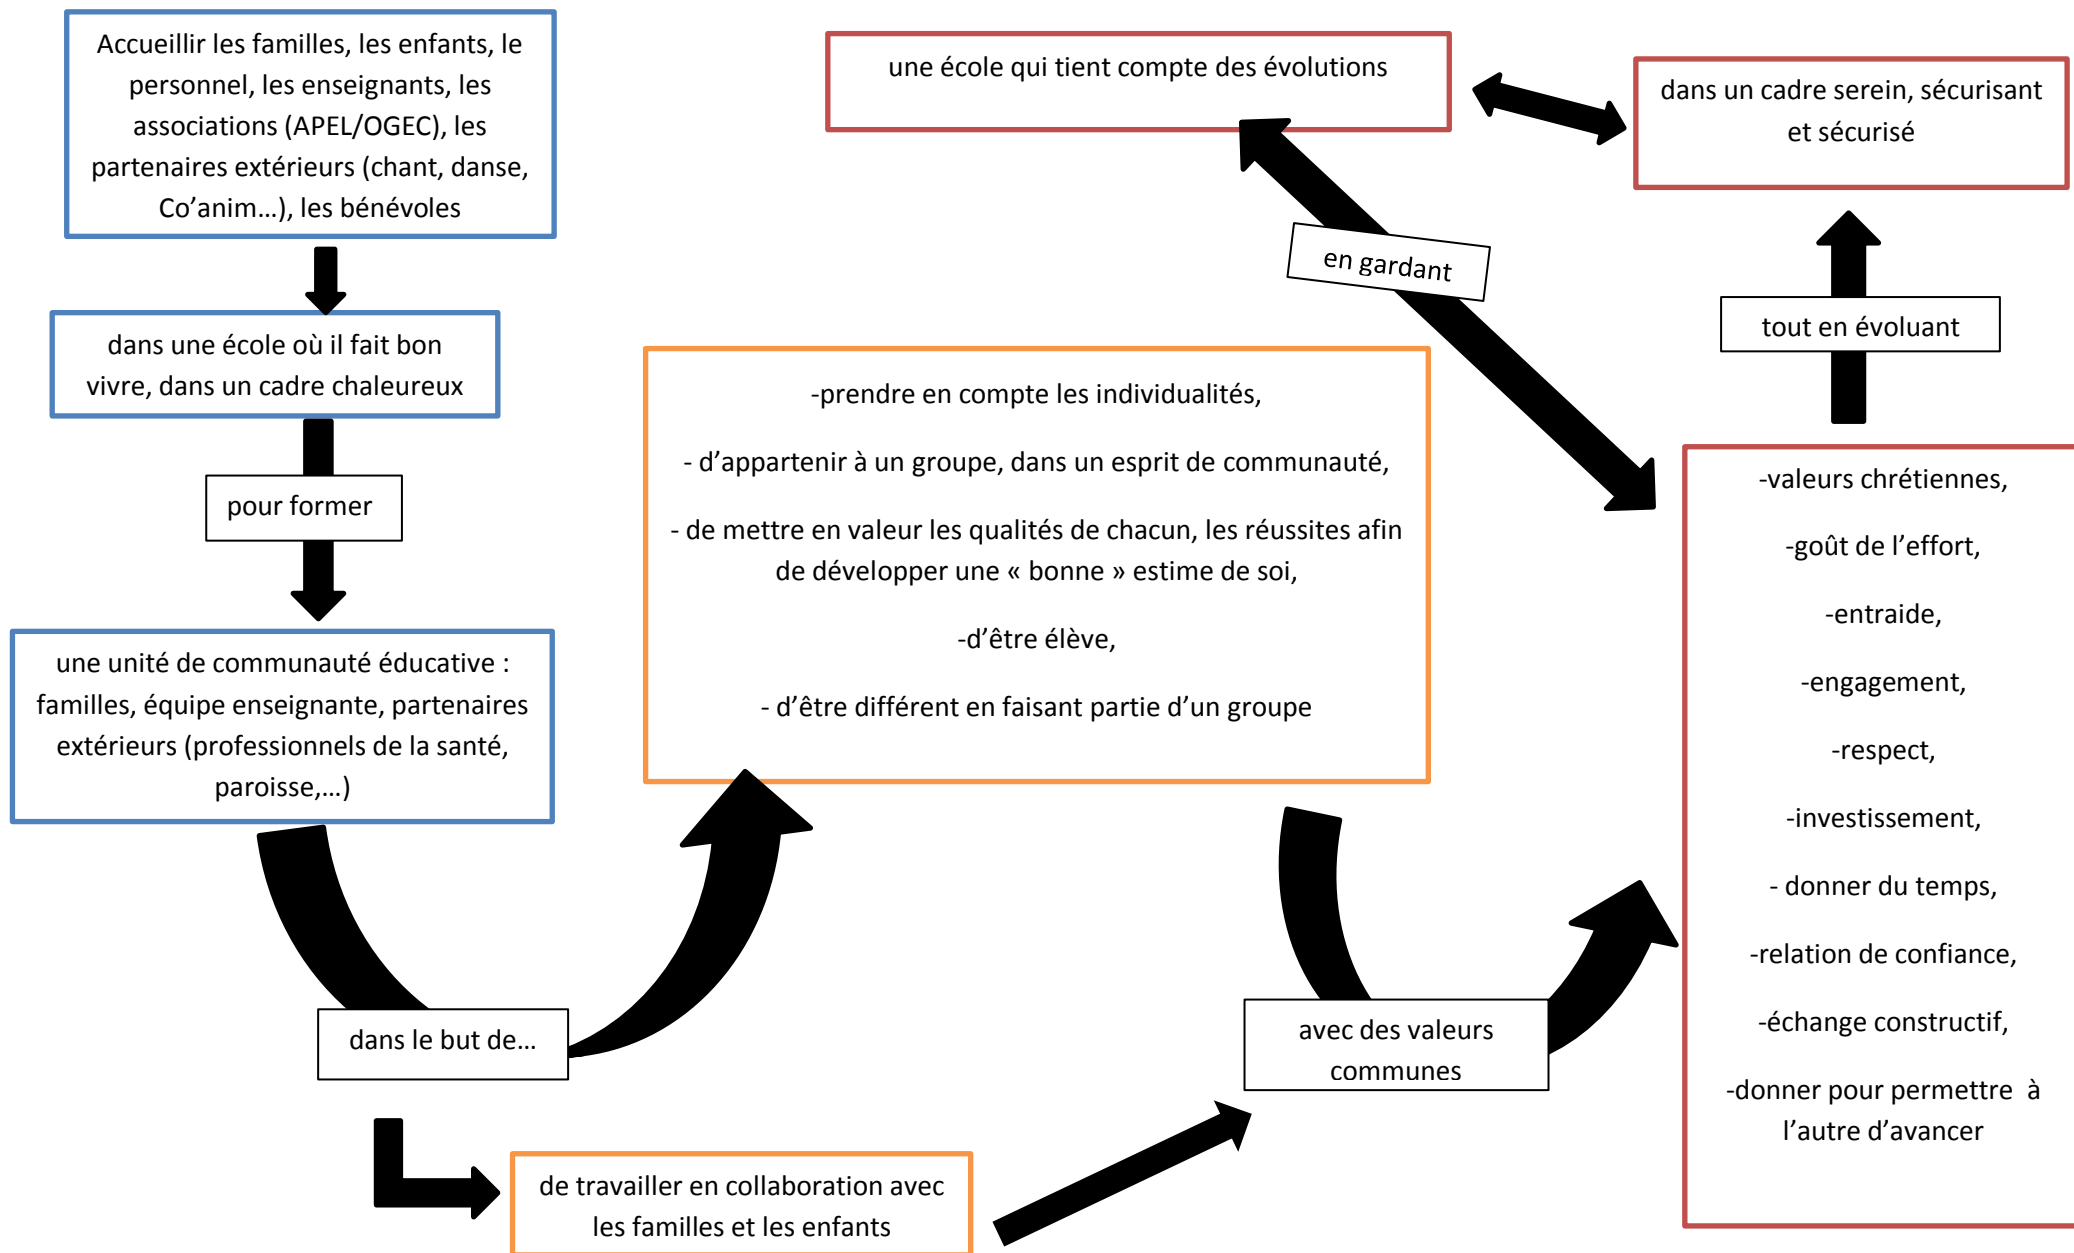 Accueillir les familles, les enfants, le
personnel, les enseignants, les
associations (APEL/OGEC), les
partenaires extérieurs (chant, danse,
Co’anim…), les bénévoles
dans une école où il fait bon
vivre, dans un cadre chaleureux
pour former
une unité de communauté éducative :
familles, équipe enseignante, partenaires
extérieurs (professionnels de la santé,
paroisse,…)
dans le but de…
-prendre en compte les individualités,
- d’appartenir à un groupe, dans un esprit de communauté,
- de mettre en valeur les qualités de chacun, les réussites afin
de développer une « bonne » estime de soi,
-d’être élève,
- d’être différent en faisant partie d’un groupe
de travailler en collaboration avec
les familles et les enfants
avec des valeurs
communes
-valeurs chrétiennes,
-goût de l’effort,
-entraide,
-engagement,
-respect,
-investissement,
- donner du temps,
-relation de confiance,
-échange constructif,
-donner pour permettre  à
l’autre d’avancer
tout en évoluant
dans un cadre serein, sécurisant
et sécurisé
en gardant
une école qui tient compte des évolutions